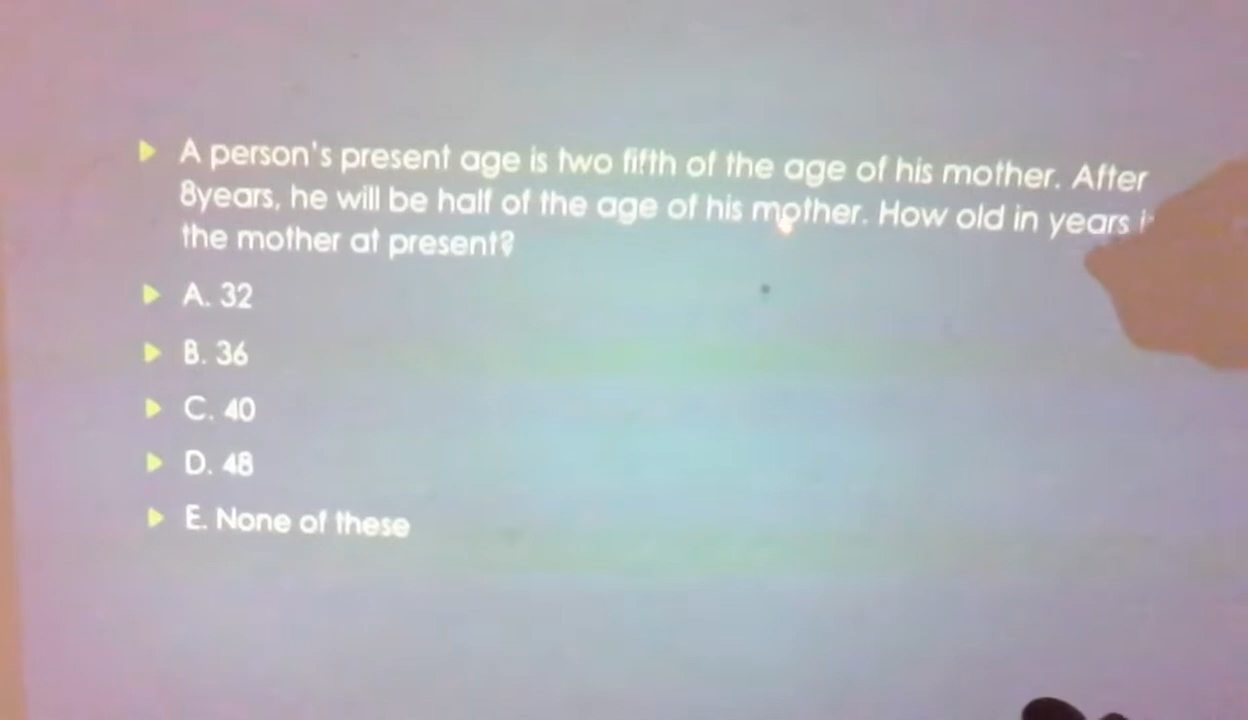 A person's present age is two fifth of the age of his mother. After
8years, he will be half of the age of his mother. How old in years
the mother at present?
A. 32
B. 36
C. 40
D. 48
E. None of these